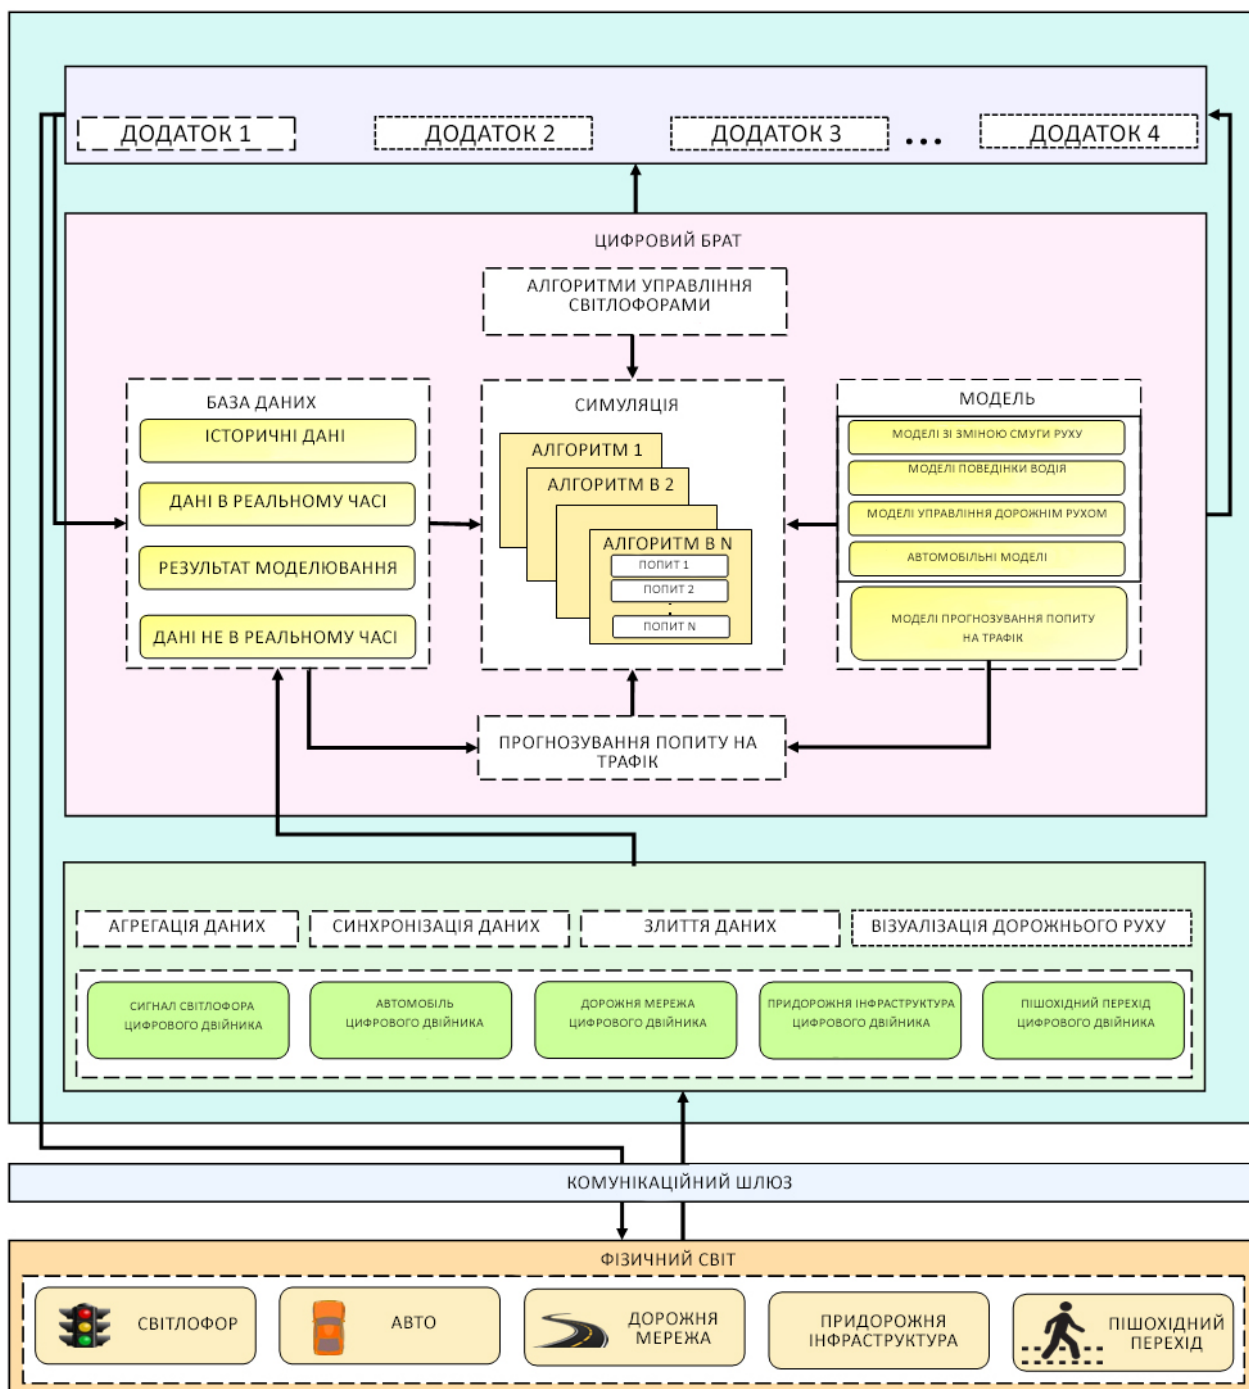 ДОДАТОК 1
ДОДАТОК 2
ДОДАТОК 3
...
ДОДАТОК 4
ЦИФРОВИЙ БРАТ
АЛГОРИТМИ УПРАВЛІННЯ
СВІТЛОФОРАМИ
БАЗА ДАНИХ
ІСТОРИЧНІ ДАНІ
ДАНІ В РЕАЛЬНОМУ ЧАСІ
РЕЗУЛЬТАТ МОДЕЛЮВАННЯ
ДАНІ НЕ В РЕАЛЬНОМУ ЧАСІ
СИМУЛЯЦІЯ
АЛГОРИТМ 1
АЛГОРИТМ В 2
АЛГОРИТМ В N
ПОПИТ 1
ПОПИТ 2
ПОПИТ N
МОДЕЛЬ
МОДЕЛІ ЗІ ЗМІНОЮ СМУГИ РУХУ
МОДЕЛІ ПОВЕДІНКИ ВОДІЯ
МОДЕЛІ УПРАВЛІННЯ ДОРОЖНІМ РУХОМ
АВТОМОБІЛЬНІ МОДЕЛІ
МОДЕЛІ ПРОГНОЗУВАННЯ ПОПИТУ
НА ТРАФІК
ПРОГНОЗУВАННЯ ПОПИТУ НА
ТРАФІК
АГРЕГАЦІЯ ДАНИХ
СИНХРОНІЗАЦІЯ ДАНИХ
ЗЛИТТЯ ДАНИХ
ВІЗУАЛІЗАЦІЯ ДОРОЖНЬОГО РУХУ
СИГНАЛ СВІТЛОФОРА
ЦИФРОВОГО ДВІЙНИКА
АВТОМОБІЛЬ
ЦИФРОВОГО ДВІЙНИКА
ДОРОЖНЯ МЕРЕЖА
ЦИФРОВОГО ДВІЙНИКА
ПРИДОРОЖНЯ ІНФРАСТРУКТУРА
ЦИФРОВОГО ДВІЙНИКА
ПІШОХІДНИЙ ПЕРЕХІД
ЦИФРОВОГО ДВІЙНИКА
КОМУНІКАЦІЙНИЙ ШЛЮЗ
ФІЗИЧНИЙ СВІТ
СВІТЛОФОР
АВТО
ДОРОЖНЯ
МЕРЕЖА
ПРИДОРОЖНЯ
ІНФРАСТРУКТУРА
ПІШОХІДНИЙ
ПЕРЕХІД